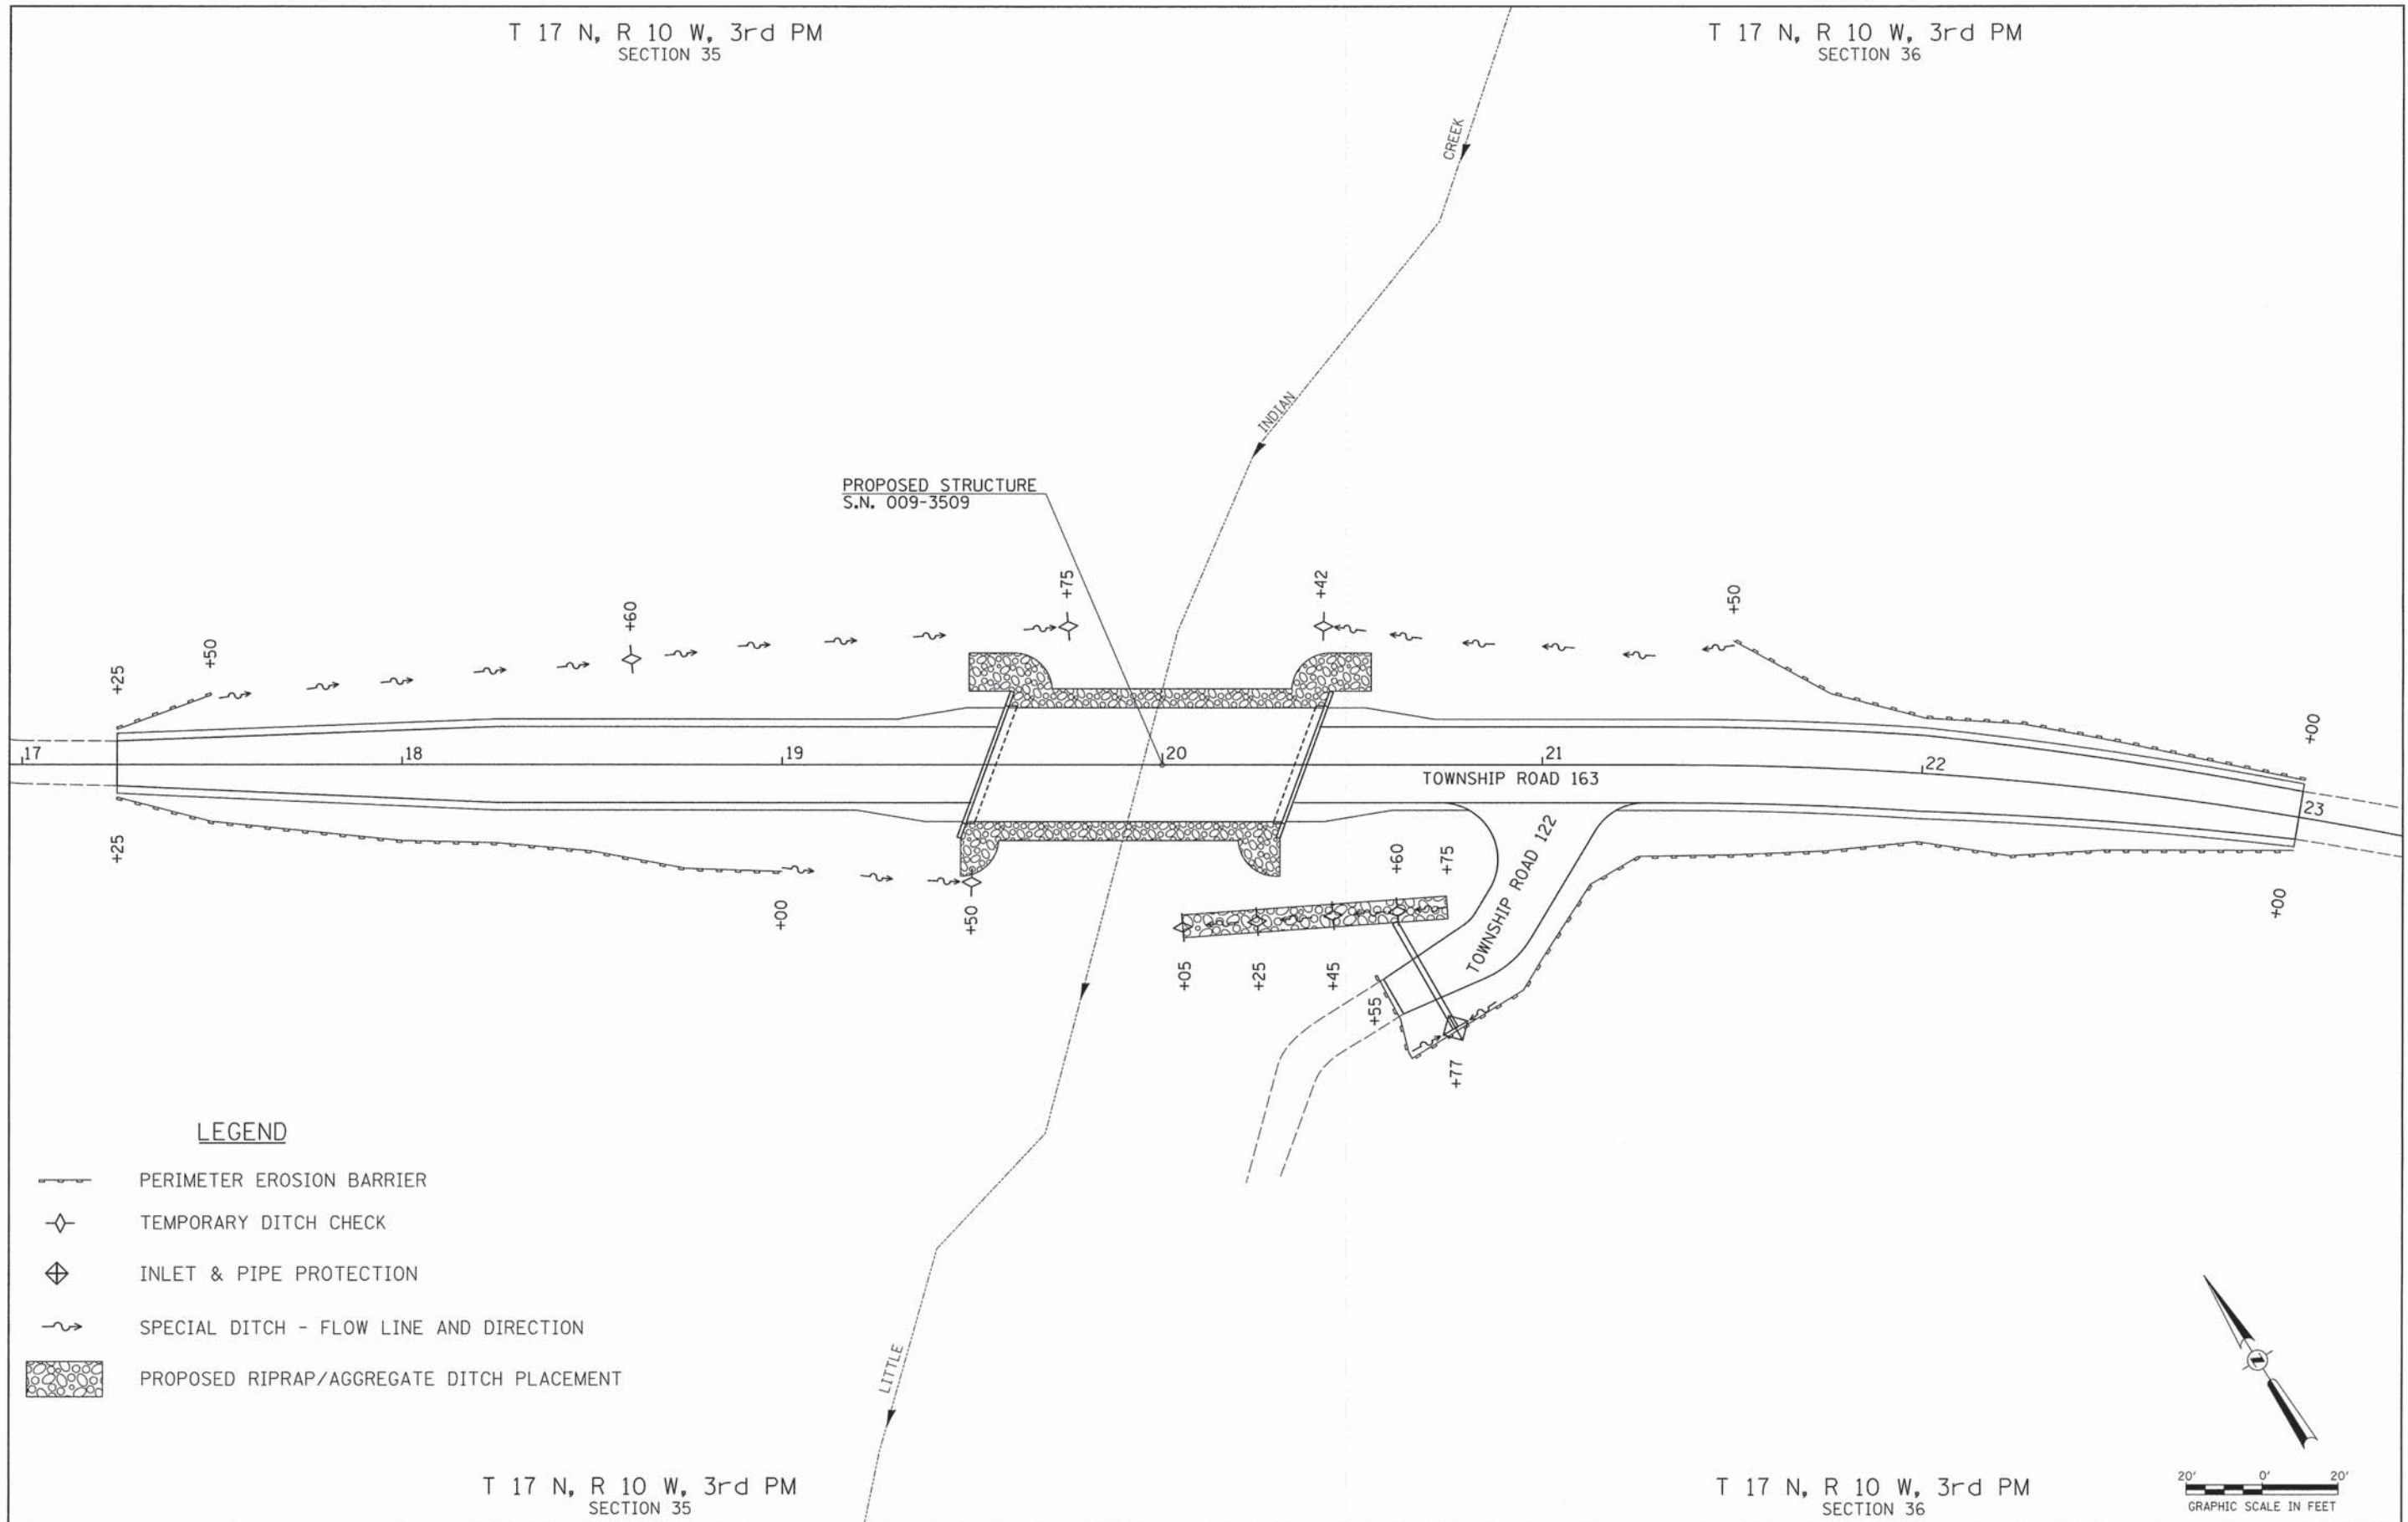 T 17 N, R 10 W, 3rd PM
SECTION 35
T 17 N, R 10 W, 3rd PM
SECTION 36
CREEK
INDIAN
PROPOSED STRUCTURE
S.N. 009-3509
+25
+50
+60
+75
+42
+50
+00
17
18
19
20
21
22
23
TOWNSHIP ROAD 163
TOWNSHIP ROAD 122
+25
+00
+50
+05
+25
+45
+60
+75
+55
+77
+00
LITTLE
LEGEND
PERIMETER EROSION BARRIER
TEMPORARY DITCH CHECK
INLET & PIPE PROTECTION
SPECIAL DITCH - FLOW LINE AND DIRECTION
PROPOSED RIPRAP/AGGREGATE DITCH PLACEMENT
T 17 N, R 10 W, 3rd PM
SECTION 35
T 17 N, R 10 W, 3rd PM
SECTION 36
Z
20' 0' 20'
GRAPHIC SCALE IN FEET